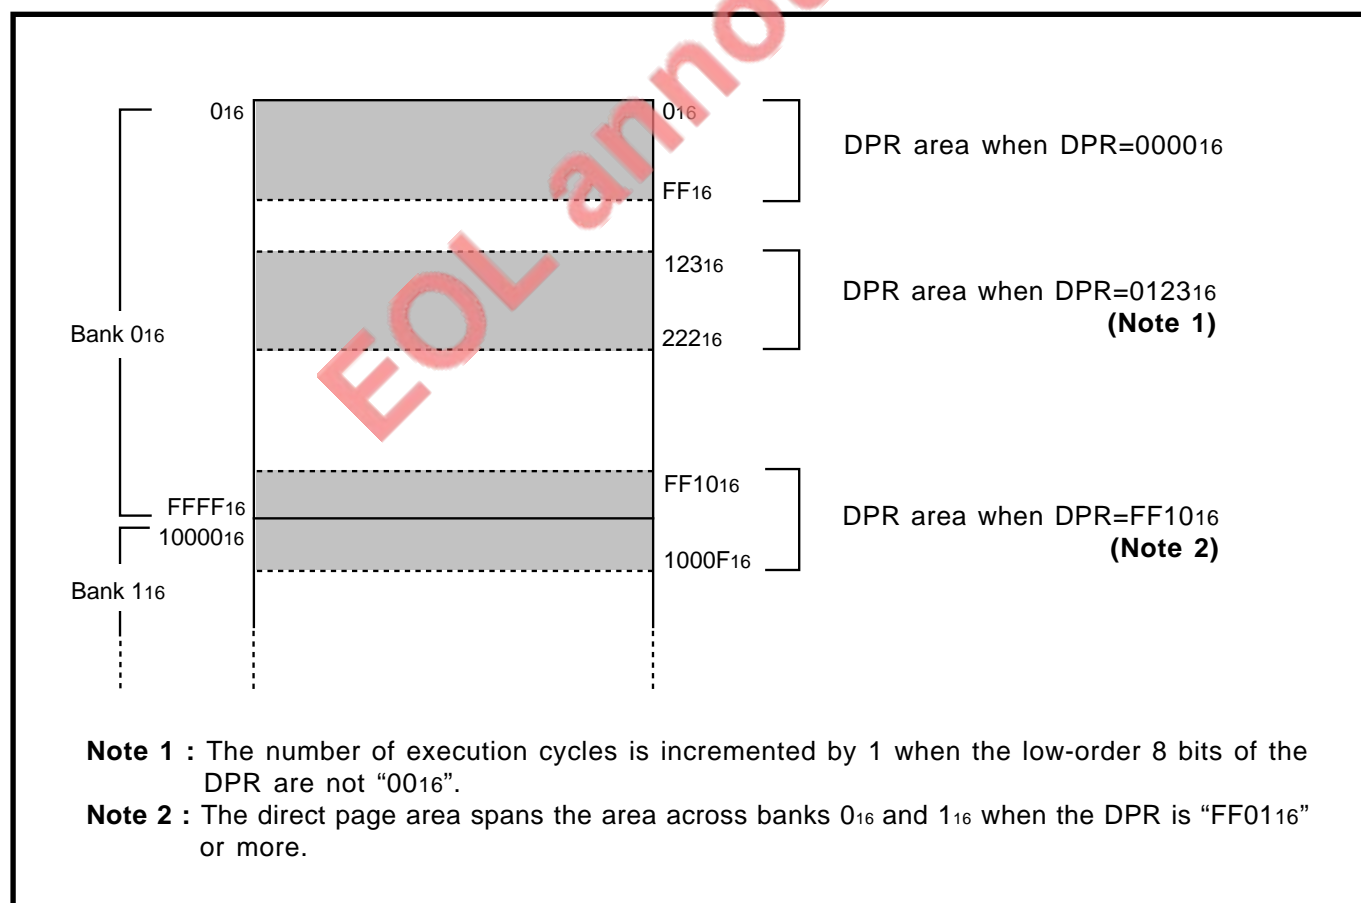 EOL anno
016
016
DPR area when DPR=000016
FF16
12316
DPR area when DPR=012316
(Note 1)
Bank 016
22216
FF1016
FFFF16
DPR area when DPR=FF1016
1000016
(Note 2)
1000F16
Bank 116
Note 1 : The number of execution cycles is incremented by 1 when the low-order 8 bits of the
DPR are not “0016”.
Note 2 : The direct page area spans the area across banks 016 and 116 when the DPR is “FF0116”
or more.